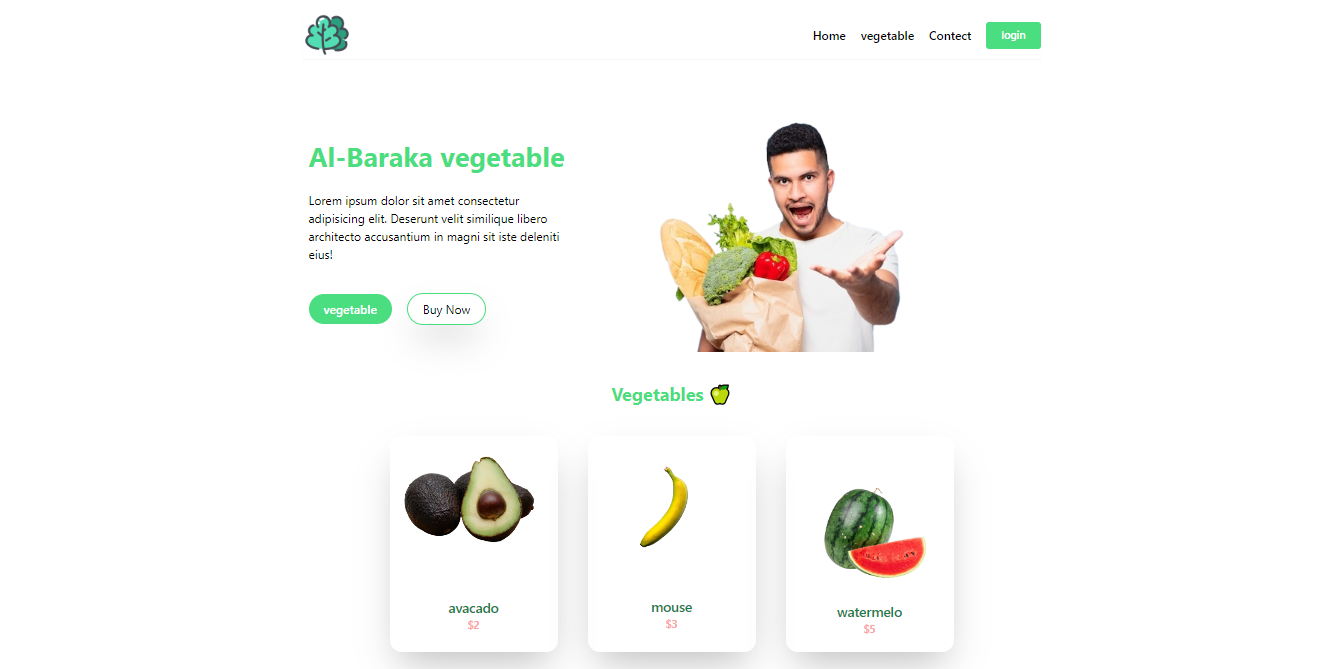 Home vegetable Contect login
Al-Baraka vegetable
Lorem ipsum dolor sit amet consectetur
adipisicing elit. Deserunt velit similique libero
architecto accusantium in magni sit iste deleniti
eius!
vegetable Buy Now
Vegetables 🍏
avacado
$2
mouse
$3
watermelo
$5